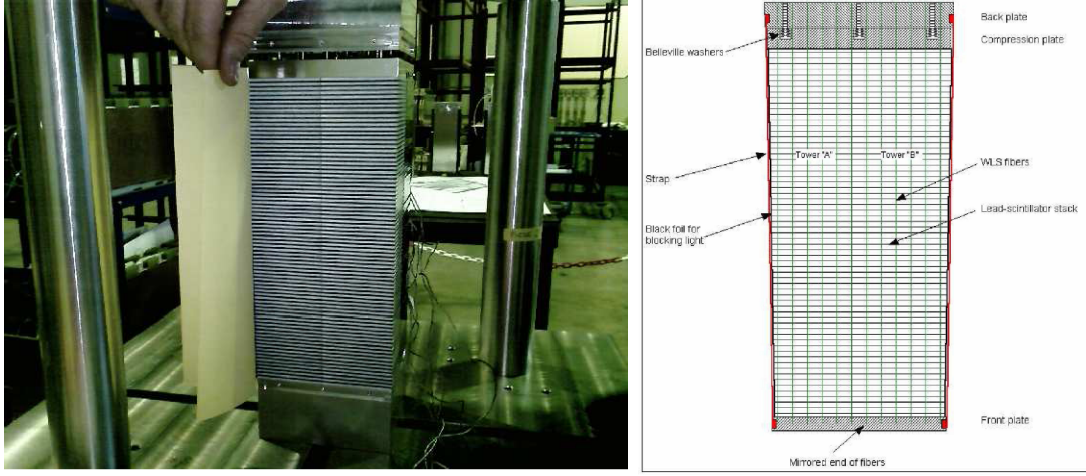 Back plate
Compression plate
Belleville washers
Tower "A"
Tower "B"
WLS fibers
Strap
Lead-scintillator stack
Black foil for
blocking light
Front plate
Mirrored end of fibers